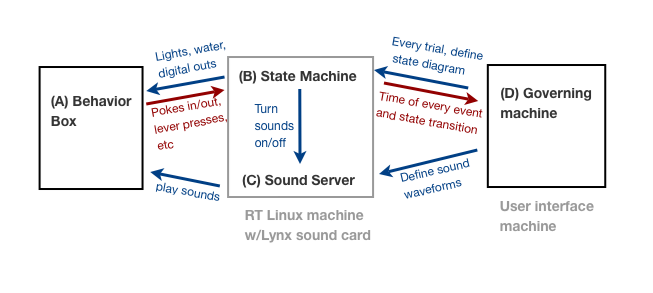 Lights, water,
digital outs
Every trial, define
state diagram
(A) Behavior
Box
(B) State Machine
(D) Governing
machine
Pokes in/out,
lever presses,
etc
Turn
sounds
on/off
Time of every event
and state transition
(C) Sound Server
play sounds
Define sound
waveforms
RT Linux machine
w/Lynx sound card
User interface
machine